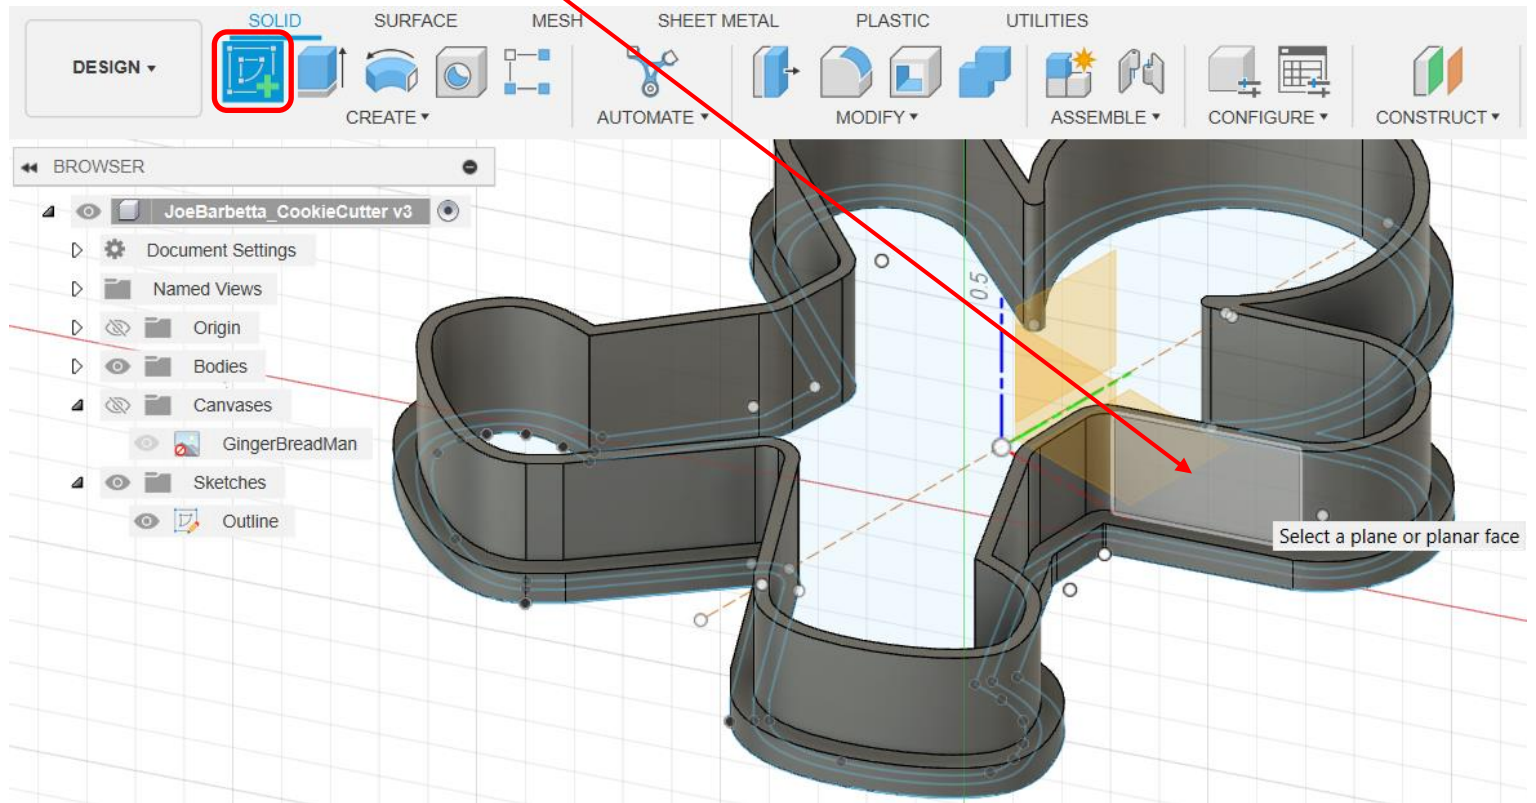 SOLID SURFACE MESH SHEET METAL PLASTIC UTILITIES
DESIGN ▾
CREATE ▾ AUTOMATE ▾ MODIFY ▾ ASSEMBLE ▾ CONFIGURE ▾ CONSTRUCT ▾
BROWSER
JoeBarbetta_CookieCutter v3
Document Settings
Named Views
Origin
Bodies
Canvases
GingerBreadMan
Sketches
Outline
0.5
Select a plane or planar face